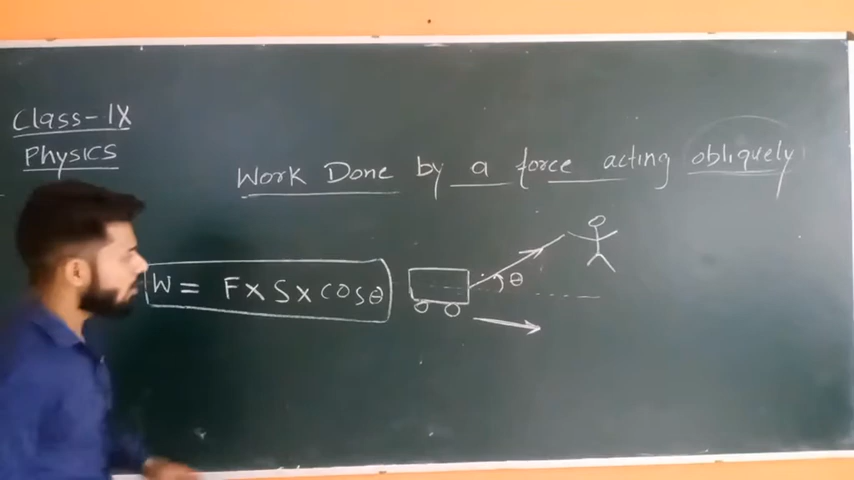 Class-IX
Physics
Work Done by a force acting obliquely
W = F×S×cosθ
θ